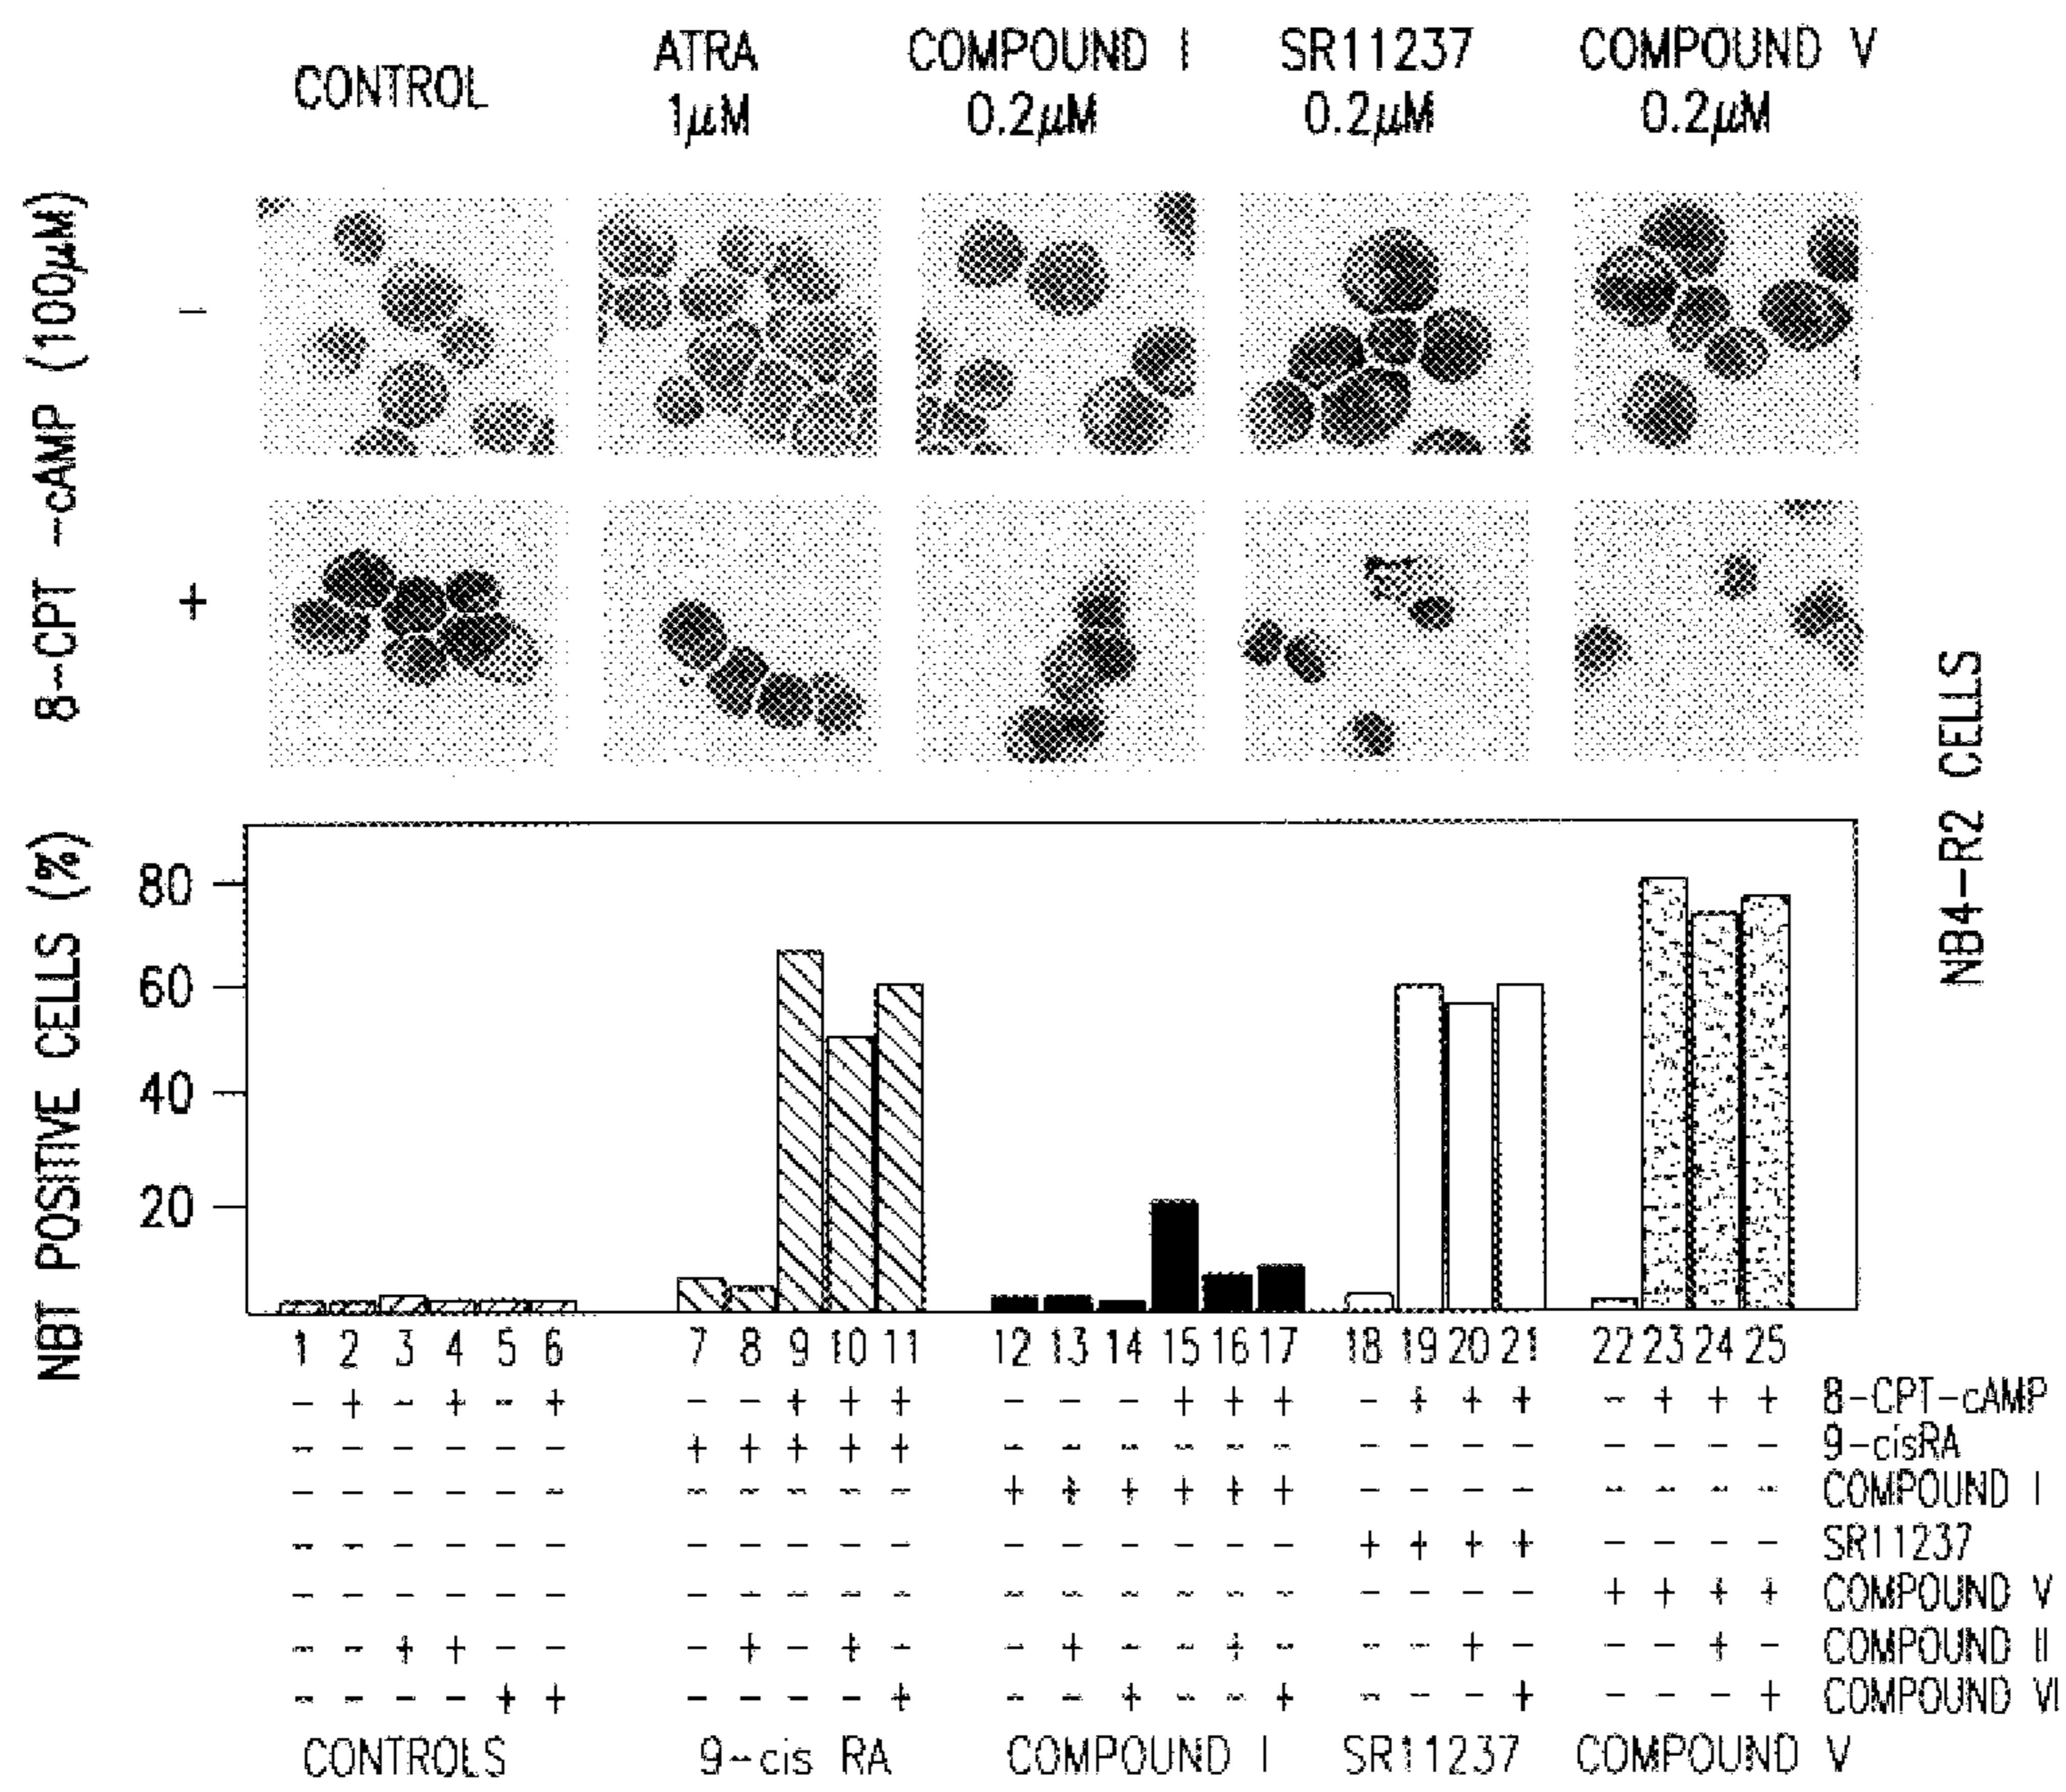 CONTROL
ATRA
1μM
COMPOUND I
0.2μM
SR11237
0.2μM
COMPOUND V
0.2μM
8-CPT -cAMP (100μM)
-
+
NB4-R2 CELLS
NBT POSITIVE CELLS (%)
80
60
40
20
1 2 3 4 5 6 7 8 9 10 11 12 13 14 15 16 17 18 19 20 21 22 23 24 25
- + - + - + - - + + + - - - + + + - + + + - + + + 8-CPT-cAMP
- - - - - - + + + + + - - - - - - - - - - - - - - 9-cisRA
- - - - - - - - - - - + + + + + + - - - - - - - - COMPOUND I
- - - - - - - - - - - - - - - - - + + + + - - - - SR11237
- - - - - - - - - - - - - - - - - - - - - + + + + COMPOUND V
- - + + - - - + - + - - + - - + - - - + - - - + - COMPOUND II
- - - - + + - - - - + - - + - - + - - - + - - - + COMPOUND VI
CONTROLS 9-cis RA COMPOUND I SR11237 COMPOUND V